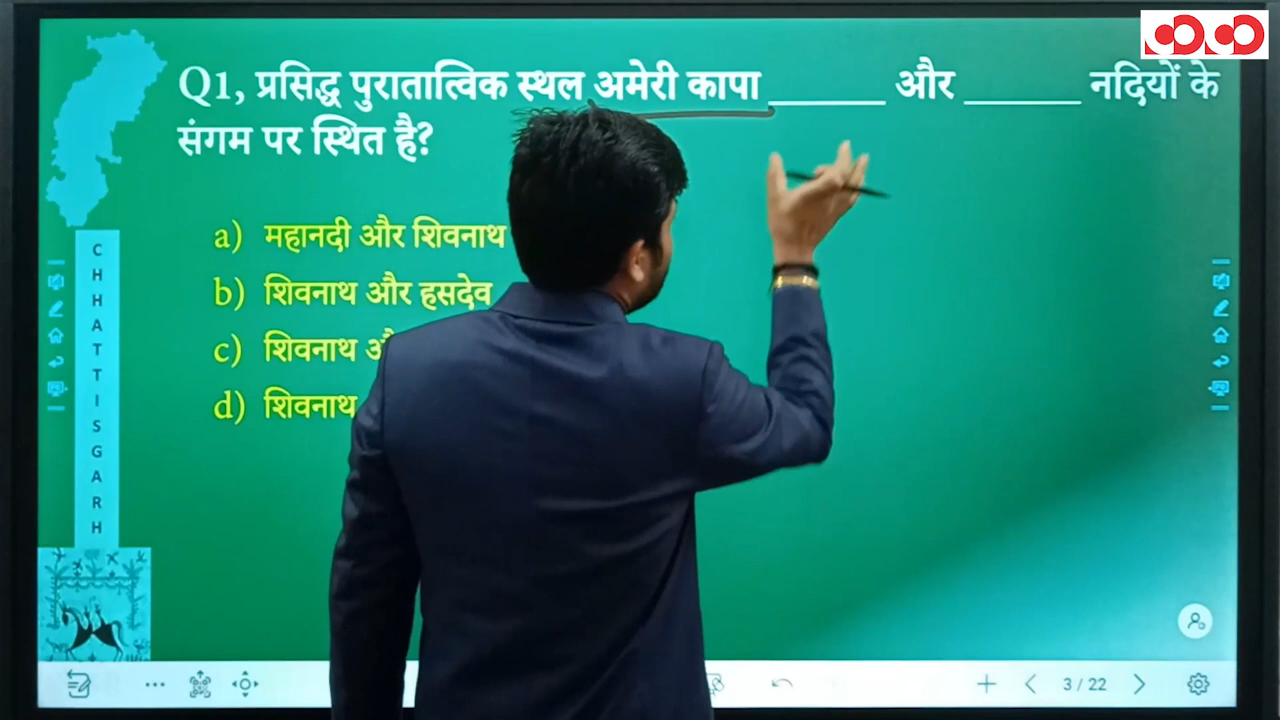 Q1, प्रसिद्ध पुरातात्विक स्थल अमेरी कापा ______ और ______ नदियों के
संगम पर स्थित है?
a) महानदी और शिवनाथ
b) शिवनाथ और हसदेव
c) शिवनाथ
d) शिवनाथ
CHHATTISGARH
3 / 22